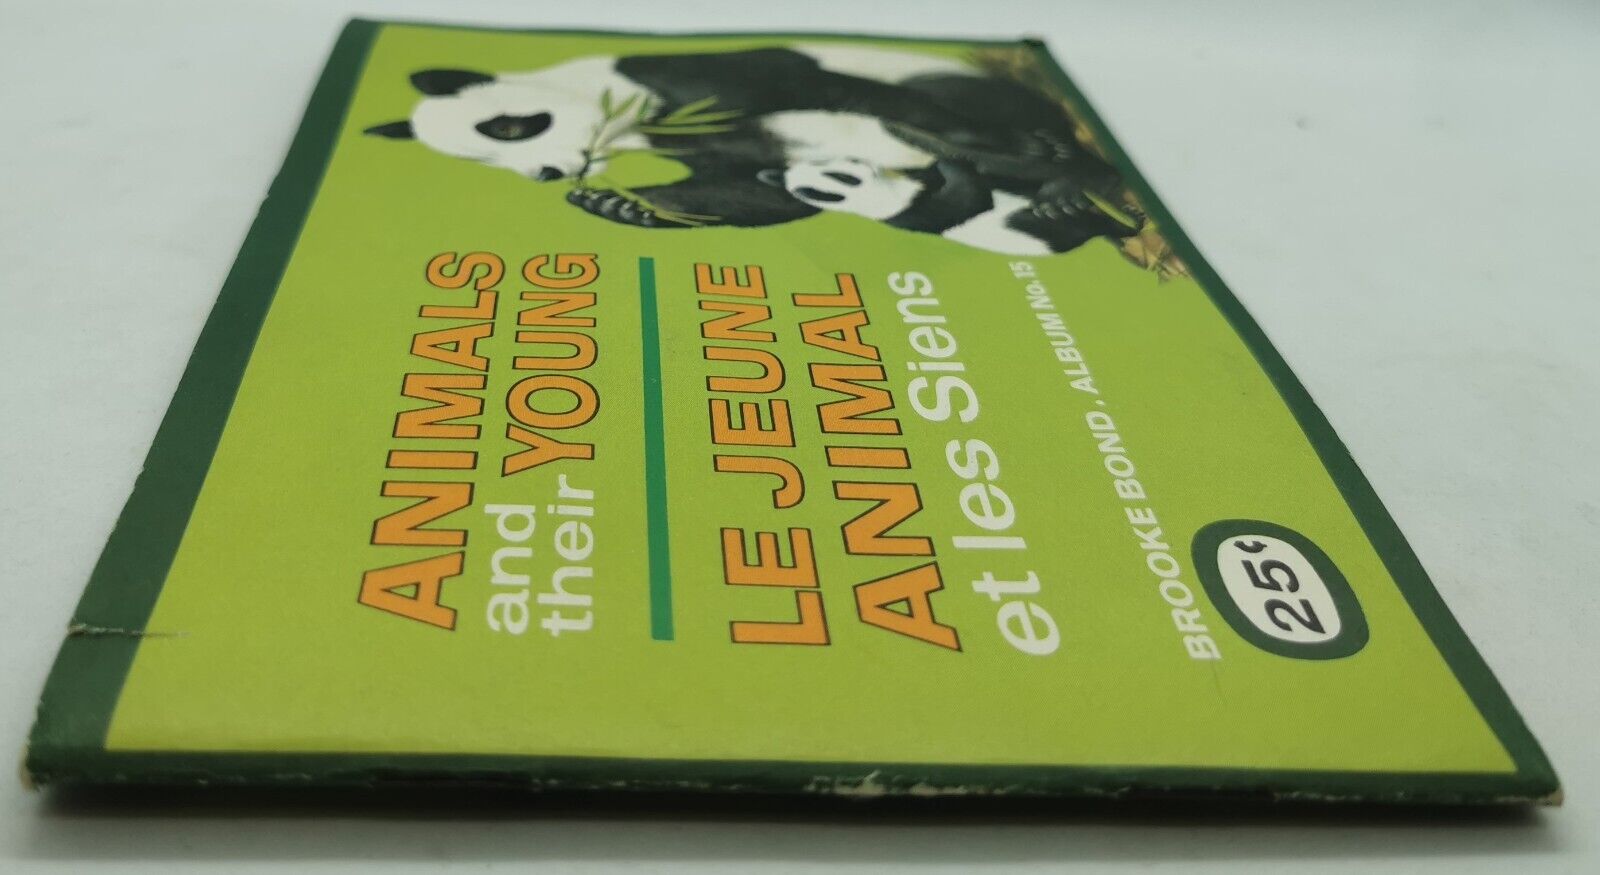 ANIMALS
and
their YOUNG
LE JEUNE
ANIMAL
et les Siens
BROOKE BOND, ALBUM No. 15
25¢